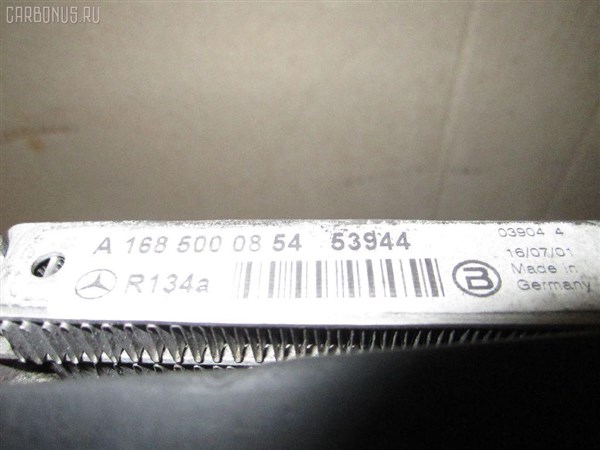 CARBONUS.RU
A 168 500 08 54 53944
03904 4
R134a
B
16/07/01
Made in
Germany